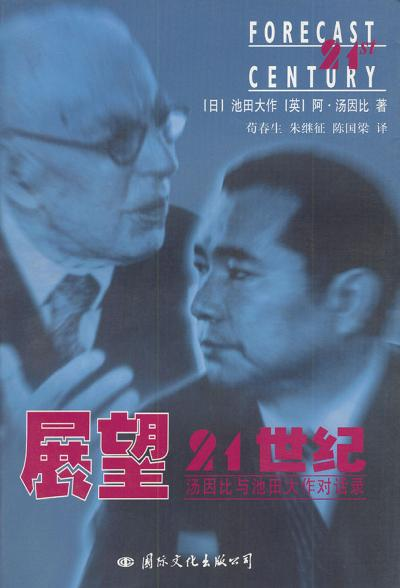 FORECAST
21st
CENTURY
[日] 池田大作 [英] 阿·汤因比 著
荀春生 朱继征 陈国梁 译
展望 21世纪
汤因比与池田大作对话录
国际文化出版公司